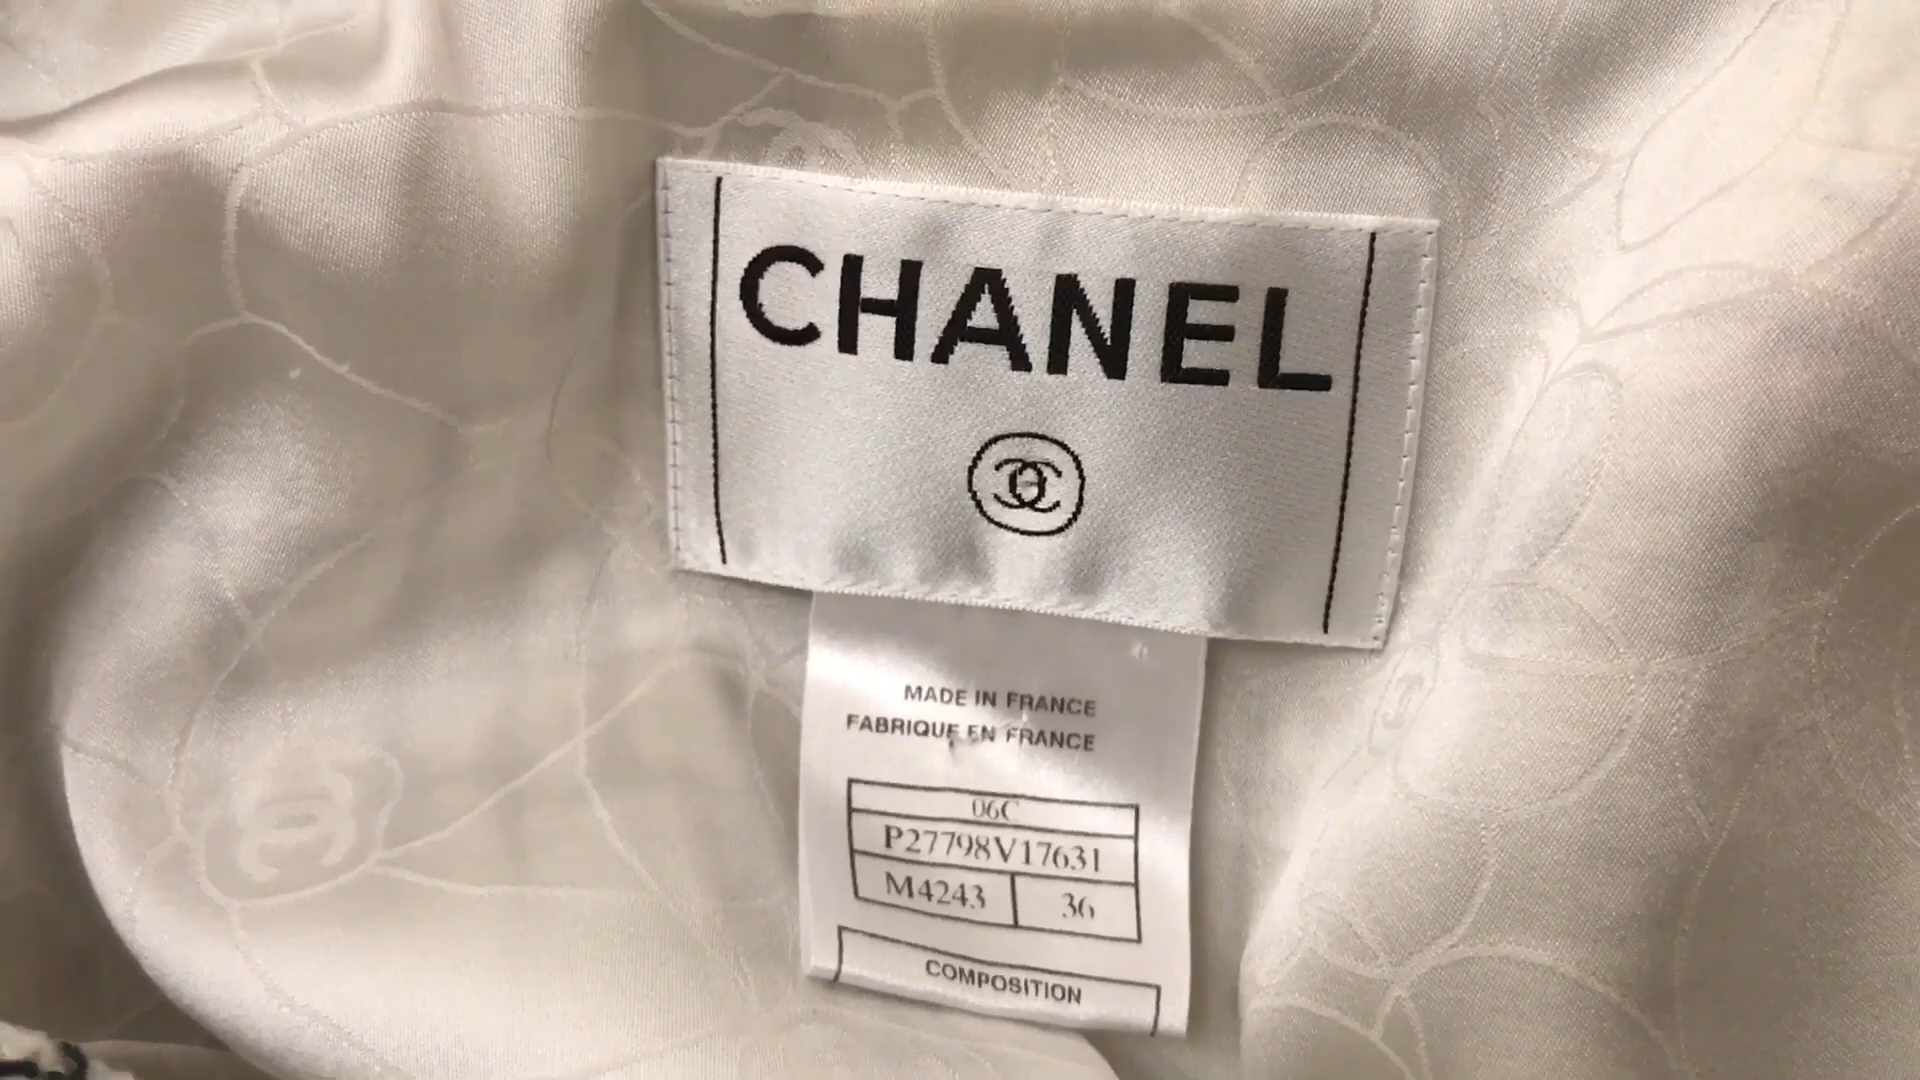 CHANEL
MADE IN FRANCE
FABRIQUE EN FRANCE
06C
P27798V17631
M4243 36
COMPOSITION